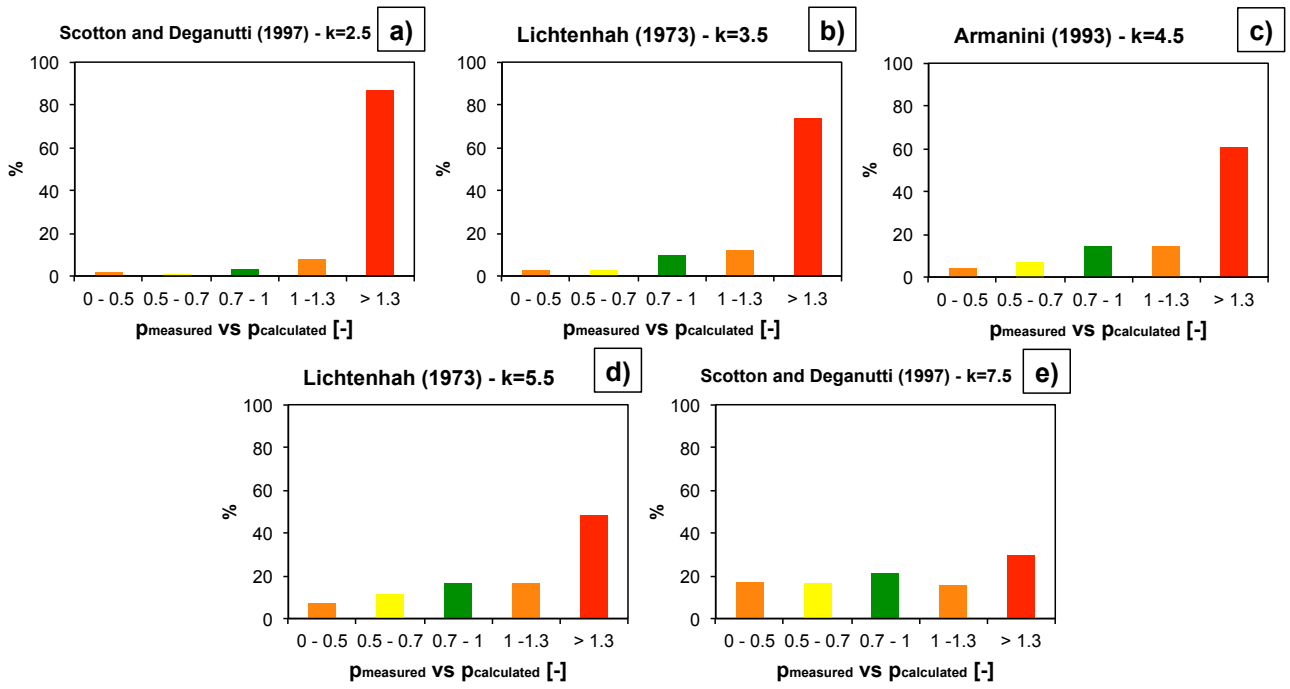 Scotton and Deganutti (1997) - k=2.5
a)
100
80
60
40
20
0
%
0 - 0.5 0.5 - 0.7 0.7 - 1 1 -1.3 > 1.3
pmeasured vs pcalculated [-]
Lichtenhah (1973) - k=3.5
b)
100
80
60
40
20
0
%
0 - 0.5 0.5 - 0.7 0.7 - 1 1 -1.3 > 1.3
pmeasured vs pcalculated [-]
Armanini (1993) - k=4.5
c)
100
80
60
40
20
0
%
0 - 0.5 0.5 - 0.7 0.7 - 1 1 -1.3 > 1.3
pmeasured vs pcalculated [-]
Lichtenhah (1973) - k=5.5
d)
100
80
60
40
20
0
%
0 - 0.5 0.5 - 0.7 0.7 - 1 1 -1.3 > 1.3
pmeasured vs pcalculated [-]
Scotton and Deganutti (1997) - k=7.5
e)
100
80
60
40
20
0
%
0 - 0.5 0.5 - 0.7 0.7 - 1 1 -1.3 > 1.3
pmeasured vs pcalculated [-]